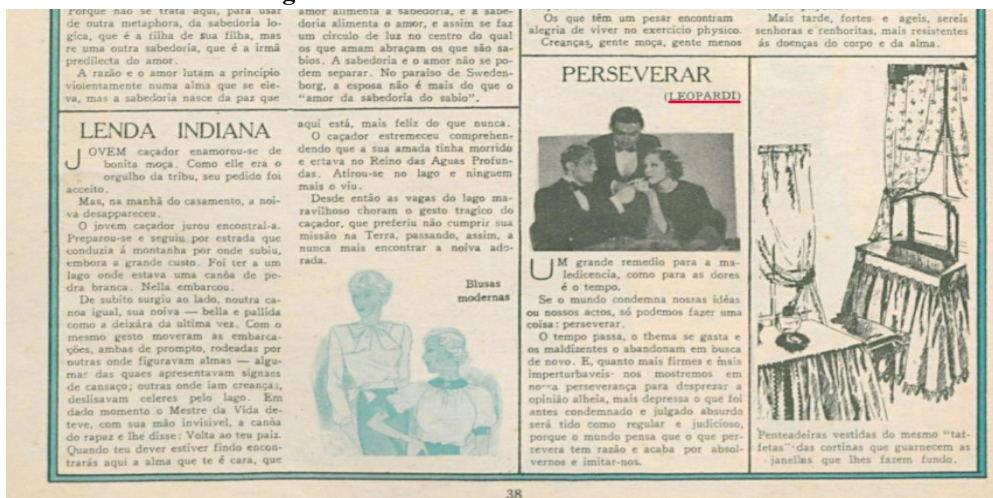 Porque não se trata aqui, para usar
de outra metaphora, da sabedoria lo-
gica, que é a filha de sua filha, mas
re uma outra sabedoria, que é a irmã
predilecta do amor.
A razão e o amor lutam a principio
violentamente numa alma que se ele-
va, mas a sabedoria nasce da paz que
amor alimenta a sabedoria, e a sabe-
doria alimenta o amor, e assim se faz
um circulo de luz no centro do qual
os que amam abraçam os que são sa-
bios. A sabedoria e o amor não se po-
dem separar. No paraiso de Sweden-
borg, a esposa não é mais do que o
"amor da sabedoria do sabio".
Os que têm um pesar encontram
alegria de viver no exercicio physico.
Creanças, gente moça, gente menos
Mais tarde, fortes e ageis, sereis
senhoras e senhoritas, mais resistentes
ás doenças do corpo e da alma.
LENDA INDIANA
JOVEM caçador enamorou-se de
bonita moça. Como elle era o
orgulho da tribu, seu pedido foi
acceito.
Mas, na manhã do casamento, a noi-
va desappareceu.
O jovem caçador jurou encontral-a.
Preparou-se e seguiu por estrada que
conduzia á montanha por onde subiu,
embora a grande custo. Foi ter a um
lago onde estava uma canôa de pe-
dra branca. Nella embarcou.
De subito surgiu ao lado, noutra ca-
noa igual, sua noiva — bella e pallida
como a deixára da ultima vez. Com o
mesmo gesto moveram as embarca-
ções, ambas de prompto, rodeadas por
outras onde figuravam almas — algu-
mas das quaes apresentavam signaes
de cansaço; outras onde iam creanças,
deslisavam celeres pelo lago. Em
dado momento o Mestre da Vida de-
teve, com sua mão invisivel, a canôa
do rapaz e lhe disse: Volta ao teu paiz.
Quando teu dever estiver findo encon-
trarás aqui a alma que te é cara, que
aqui está, mais feliz do que nunca.
O caçador estremeceu comprehen-
dendo que a sua amada tinha morrido
e estava no Reino das Aguas Profun-
das. Atirou-se no lago e ninguem
mais o viu.
Desde então as vagas do lago ma-
ravilhoso choram o gesto tragico do
caçador, que preferiu não cumprir sua
missão na Terra, passando, assim, a
nunca mais encontrar a noiva ado-
rada.
Blusas
modernas
PERSEVERAR
(LEOPARDI)
UM grande remedio para a ma-
ledicencia, como para as dores
é o tempo.
Se o mundo condemna nossas idéas
ou nossos actos, só podemos fazer uma
coisa: perseverar.
O tempo passa, o thema se gasta e
os maldizentes o abandonam em busca
de novo. E, quanto mais firmes e mais
imperturbaveis nos mostremos em
nossa perseverança para desprezar a
opinião alheia, mais depressa o que foi
antes condemnado e julgado absurdo
será tido como regular e judicioso,
porque o mundo pensa que o que per-
severa tem razão e acaba por absol-
vernos e imitar-nos.
Penteadeiras vestidas do mesmo "taf-
fetas" das cortinas que guarnecem as
janellas que lhes fazem fundo.
38